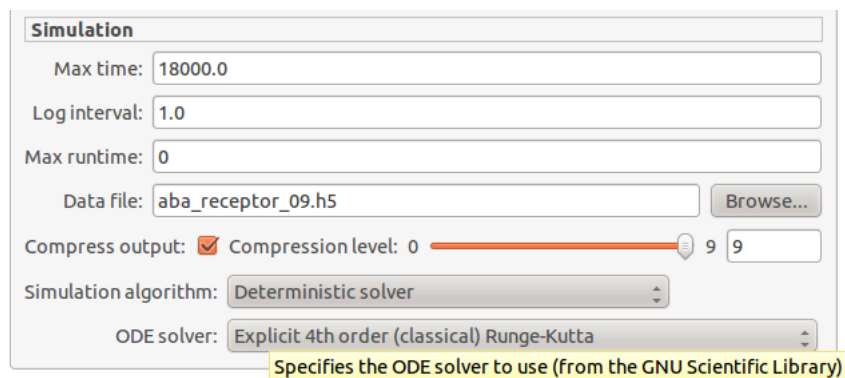 Simulation
Max time: 18000.0
Log interval: 1.0
Max runtime: 0
Data file: aba_receptor_09.h5 Browse...
Compress output: Compression level: 0 9 9
Simulation algorithm: Deterministic solver
ODE solver: Explicit 4th order (classical) Runge-Kutta
Specifies the ODE solver to use (from the GNU Scientific Library)